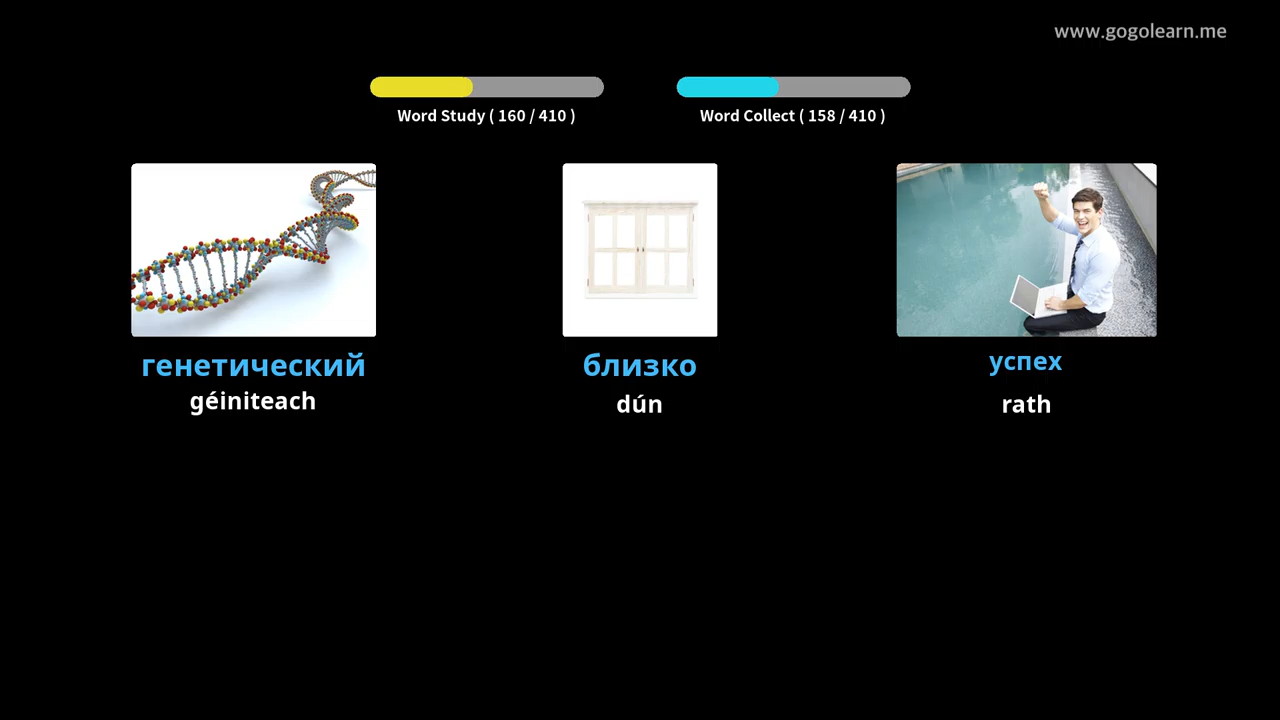 www.gogolearn.me
Word Study ( 160 / 410 )
Word Collect ( 158 / 410 )
генетический
близко
успех
géiniteach
dún
rath